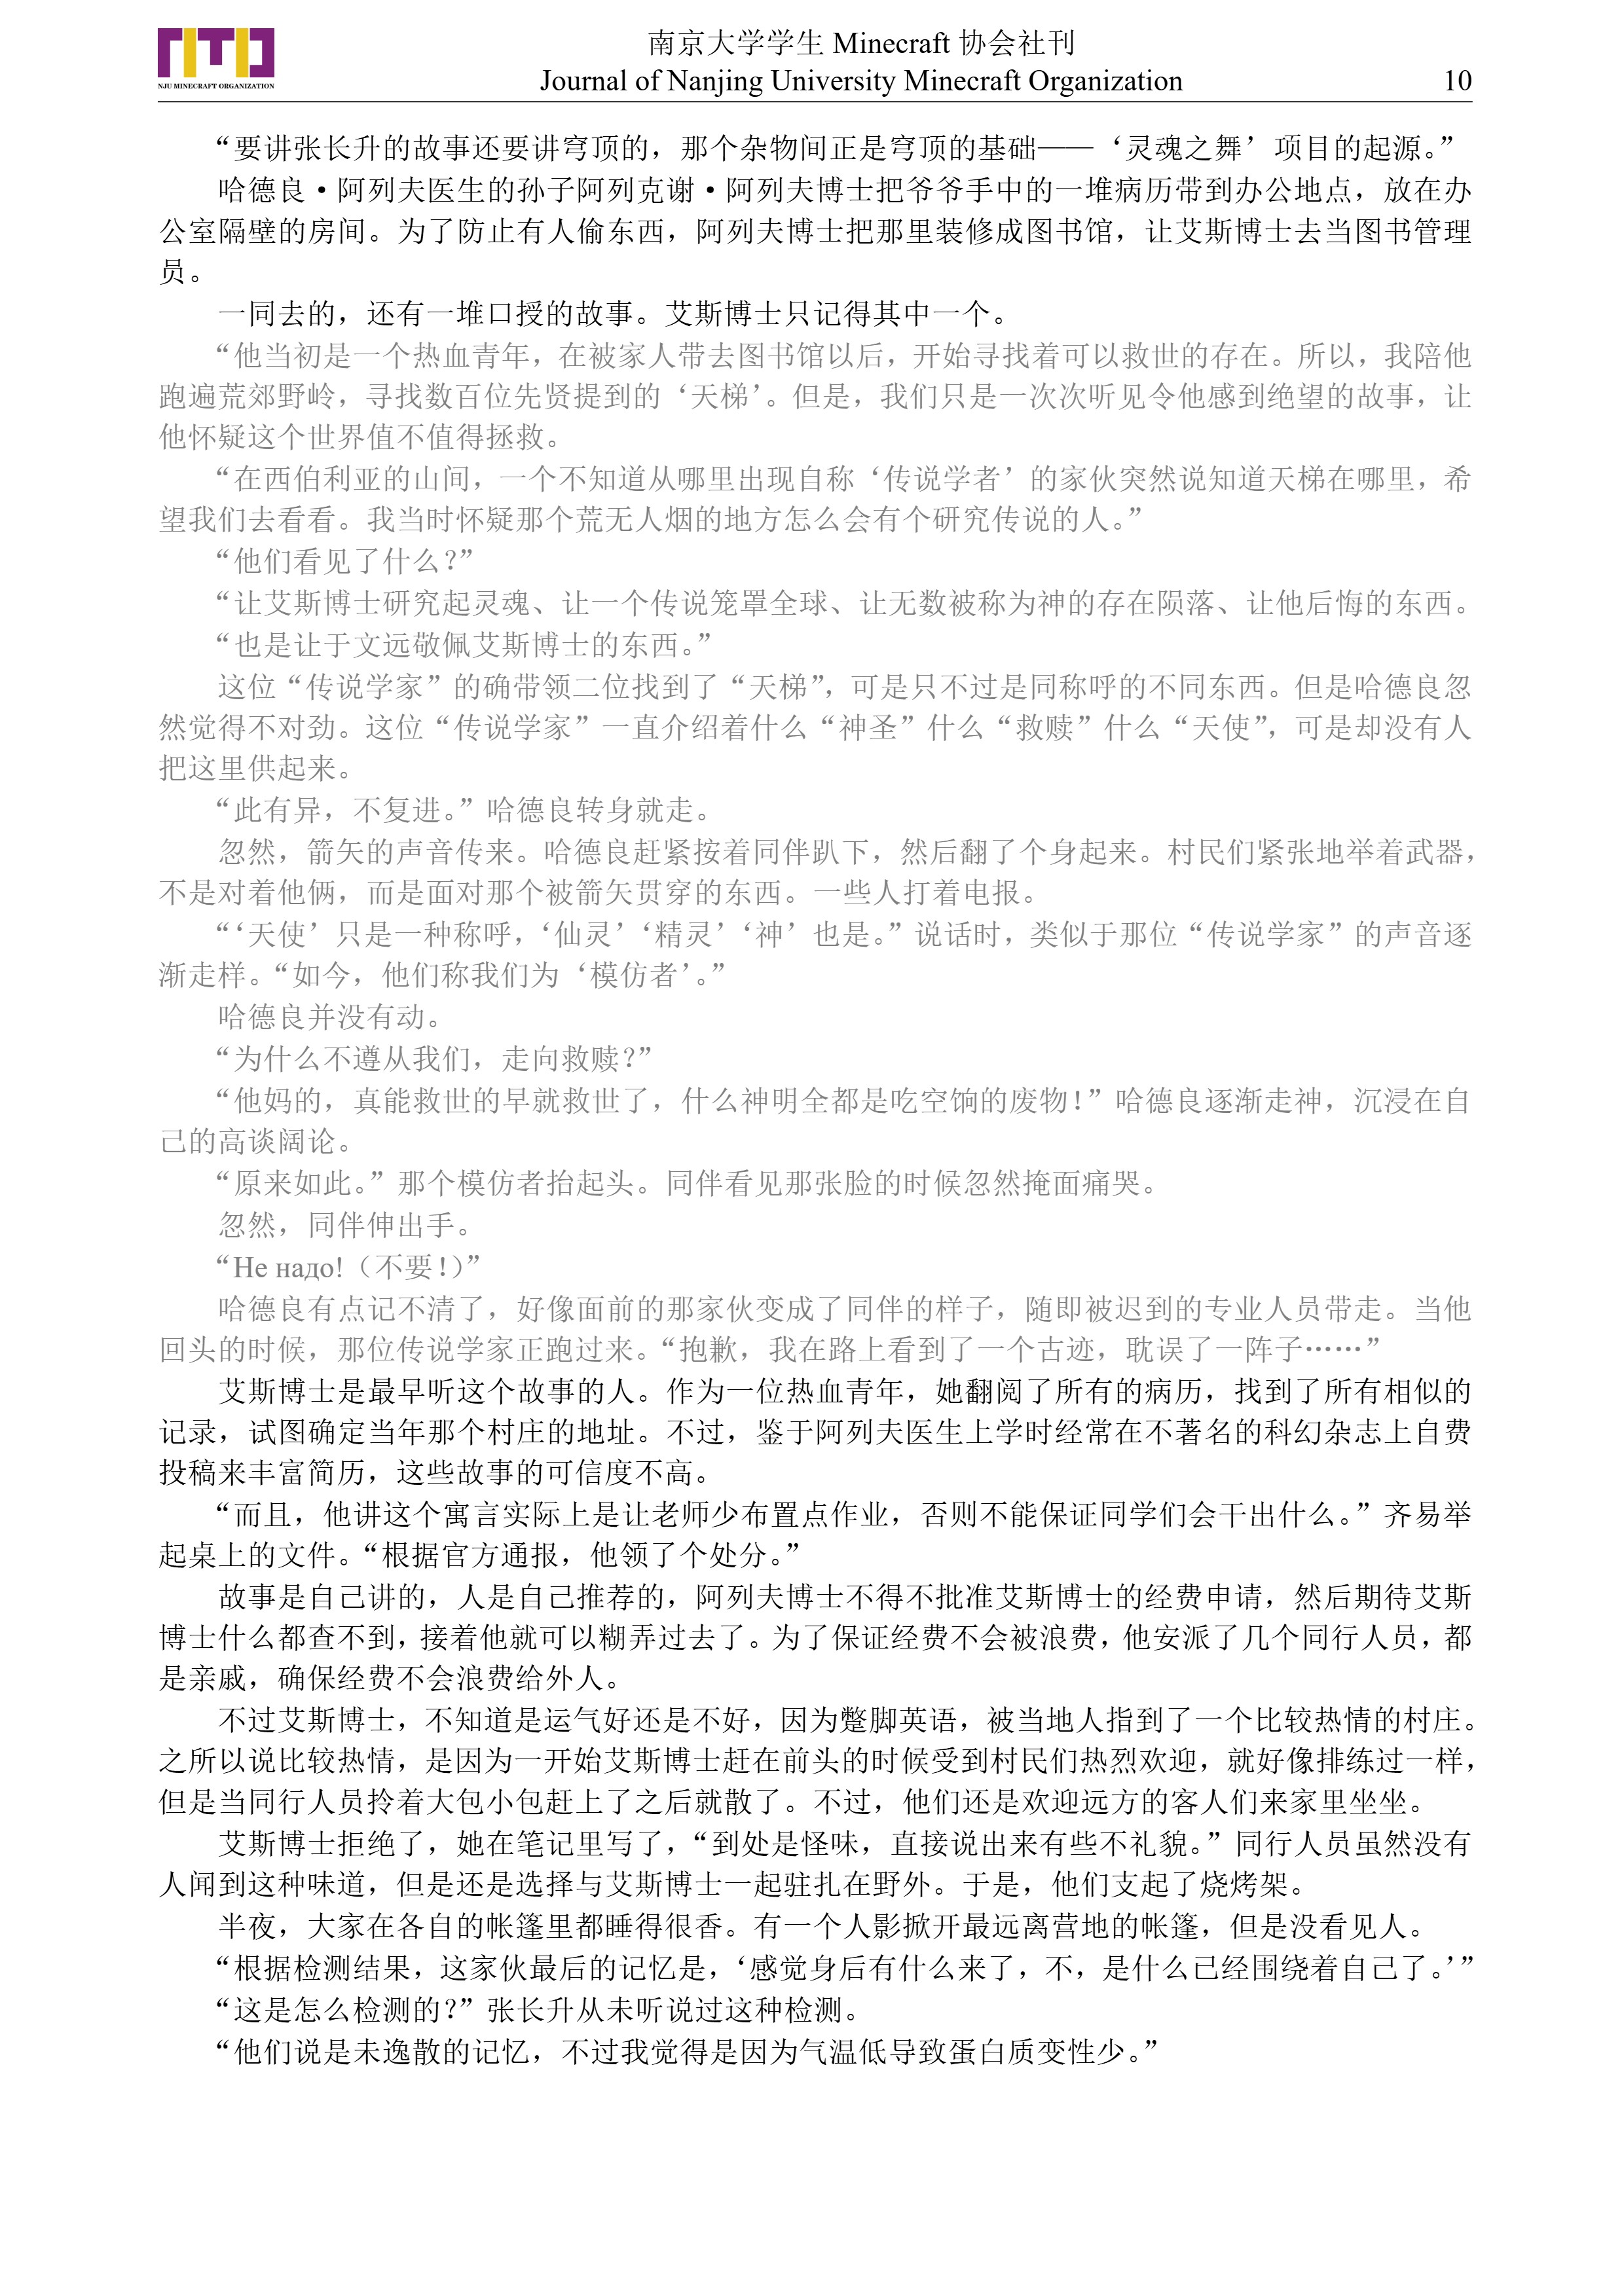 NJU MINECRAFT ORGANIZATION
南京大学学生 Minecraft 协会社刊
Journal of Nanjing University Minecraft Organization
10
“要讲张长升的故事还要讲穹顶的，那个杂物间正是穹顶的基础——‘灵魂之舞’项目的起源。”
哈德良·阿列夫医生的孙子阿列克谢·阿列夫博士把爷爷手中的一堆病历带到办公地点，放在办
公室隔壁的房间。为了防止有人偷东西，阿列夫博士把那里装修成图书馆，让艾斯博士去当图书管理
员。
一同去的，还有一堆口授的故事。艾斯博士只记得其中一个。
“他当初是一个热血青年，在被家人带去图书馆以后，开始寻找着可以救世的存在。所以，我陪他
跑遍荒郊野岭，寻找数百位先贤提到的‘天梯’。但是，我们只是一次次听见令他感到绝望的故事，让
他怀疑这个世界值不值得拯救。
“在西伯利亚的山间，一个不知道从哪里出现自称‘传说学者’的家伙突然说知道天梯在哪里，希
望我们去看看。我当时怀疑那个荒无人烟的地方怎么会有个研究传说的人。”
“他们看见了什么？”
“让艾斯博士研究起灵魂、让一个传说笼罩全球、让无数被称为神的存在陨落、让他后悔的东西。
“也是让于文远敬佩艾斯博士的东西。”
这位“传说学家”的确带领二位找到了“天梯”，可是只不过是同称呼的不同东西。但是哈德良忽
然觉得不对劲。这位“传说学家”一直介绍着什么“神圣”什么“救赎”什么“天使”，可是却没有人
把这里供起来。
“此有异，不复进。”哈德良转身就走。
忽然，箭矢的声音传来。哈德良赶紧按着同伴趴下，然后翻了个身起来。村民们紧张地举着武器，
不是对着他俩，而是面对那个被箭矢贯穿的东西。一些人打着电报。
“‘天使’只是一种称呼，‘仙灵’‘精灵’‘神’也是。”说话时，类似于那位“传说学家”的声音逐
渐走样。“如今，他们称我们为‘模仿者’。”
哈德良并没有动。
“为什么不遵从我们，走向救赎？”
“他妈的，真能救世的早就救世了，什么神明全都是吃空饷的废物！”哈德良逐渐走神，沉浸在自
己的高谈阔论。
“原来如此。”那个模仿者抬起头。同伴看见那张脸的时候忽然掩面痛哭。
忽然，同伴伸出手。
“Не надо!（不要！）”
哈德良有点记不清了，好像面前的那家伙变成了同伴的样子，随即被迟到的专业人员带走。当他
回头的时候，那位传说学家正跑过来。“抱歉，我在路上看到了一个古迹，耽误了一阵子……”
艾斯博士是最早听这个故事的人。作为一位热血青年，她翻阅了所有的病历，找到了所有相似的
记录，试图确定当年那个村庄的地址。不过，鉴于阿列夫医生上学时经常在不著名的科幻杂志上自费
投稿来丰富简历，这些故事的可信度不高。
“而且，他讲这个寓言实际上是让老师少布置点作业，否则不能保证同学们会干出什么。”齐易举
起桌上的文件。“根据官方通报，他领了个处分。”
故事是自己讲的，人是自己推荐的，阿列夫博士不得不批准艾斯博士的经费申请，然后期待艾斯
博士什么都查不到，接着他就可以糊弄过去了。为了保证经费不会被浪费，他安派了几个同行人员，都
是亲戚，确保经费不会浪费给外人。
不过艾斯博士，不知道是运气好还是不好，因为蹩脚英语，被当地人指到了一个比较热情的村庄。
之所以说比较热情，是因为一开始艾斯博士赶在前头的时候受到村民们热烈欢迎，就好像排练过一样，
但是当同行人员拎着大包小包赶上了之后就散了。不过，他们还是欢迎远方的客人们来家里坐坐。
艾斯博士拒绝了，她在笔记里写了，“到处是怪味，直接说出来有些不礼貌。”同行人员虽然没有
人闻到这种味道，但是还是选择与艾斯博士一起驻扎在野外。于是，他们支起了烧烤架。
半夜，大家在各自的帐篷里都睡得很香。有一个人影掀开最远离营地的帐篷，但是没看见人。
“根据检测结果，这家伙最后的记忆是，‘感觉身后有什么来了，不，是什么已经围绕着自己了。’”
“这是怎么检测的？”张长升从未听说过这种检测。
“他们说是未逸散的记忆，不过我觉得是因为气温低导致蛋白质变性少。”